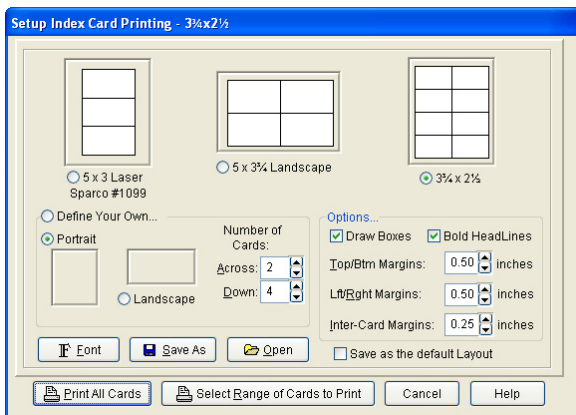 Setup Index Card Printing - 3¾x2½
5 x 3 Laser
Sparco #1099
5 x 3¾ Landscape
3¾ x 2½
Define Your Own...
Portrait
Landscape
Number of
Cards:
Across: 2
Down: 4
Options...
Draw Boxes Bold HeadLines
Top/Btm Margins: 0.50 inches
Lft/Rght Margins: 0.50 inches
Inter-Card Margins: 0.25 inches
Font Save As Open
Save as the default Layout
Print All Cards Select Range of Cards to Print Cancel Help